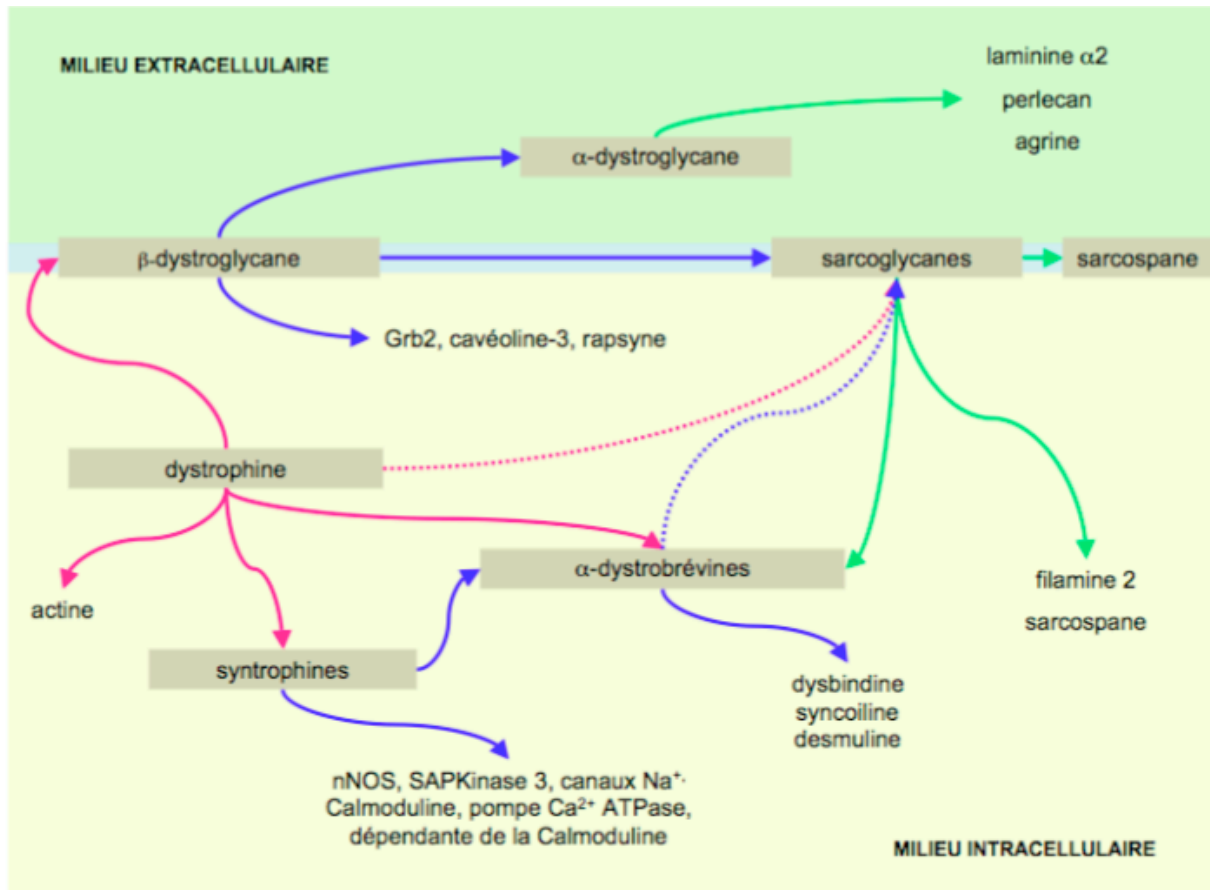 MILIEU EXTRACELLULAIRE
laminine α2
perlecan
agrine
α-dystroglycane
β-dystroglycane
sarcoglycanes
sarcospane
Grb2, cavéoline-3, rapsyne
dystrophine
α-dystrobrévines
actine
filamine 2
sarcospane
syntrophines
dysbindine
syncoiline
desmuline
nNOS, SAPKinase 3, canaux Na⁺·
Calmoduline, pompe Ca²⁺ ATPase,
dépendante de la Calmoduline
MILIEU INTRACELLULAIRE